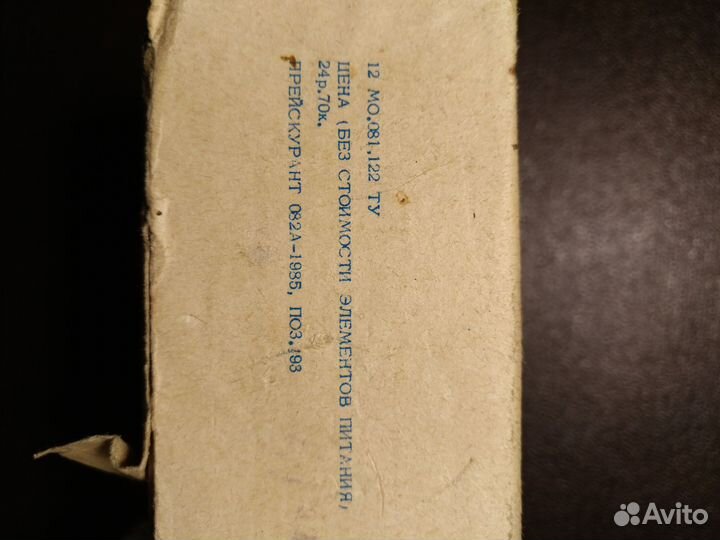 12 МО.081.122 ТУ
ЦЕНА (БЕЗ СТОИМОСТИ ЭЛЕМЕНТОВ ПИТАНИЯ,
24р.70к.
ПРЕЙСКУРАНТ 082А-1985, ПОЗ.193
Avito